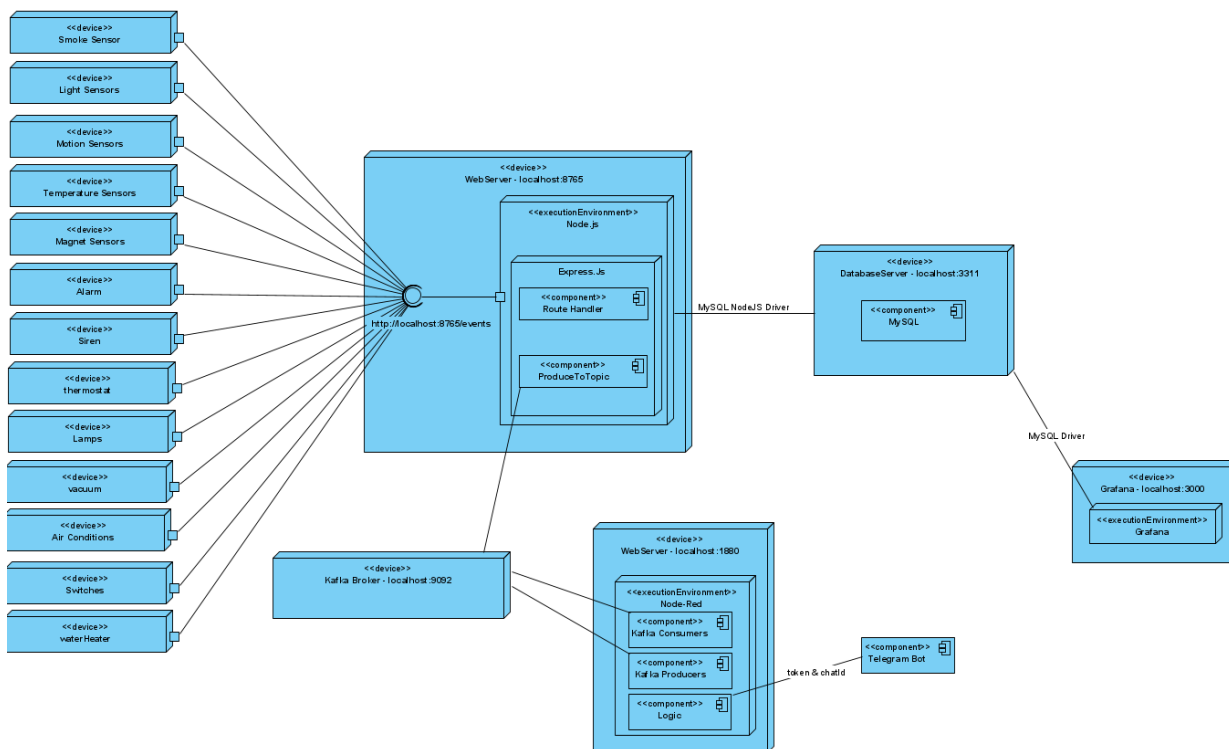 <<device>>
Smoke Sensor
<<device>>
Light Sensors
<<device>>
Motion Sensors
<<device>>
Temperature Sensors
<<device>>
Magnet Sensors
<<device>>
Alarm
<<device>>
Siren
<<device>>
thermostat
<<device>>
Lamps
<<device>>
vacuum
<<device>>
Air Conditions
<<device>>
Switches
<<device>>
waterHeater
http://localhost:8765/events
<<device>>
WebServer - localhost:8765
<<executionEnvironment>>
Node.js
Express.Js
<<component>>
Route Handler
<<component>>
ProduceToTopic
MySQL NodeJS Driver
<<device>>
DatabaseServer - localhost:3311
<<component>>
MySQL
MySQL Driver
<<device>>
Grafana - localhost:3000
<<executionEnvironment>>
Grafana
<<device>>
Kafka Broker - localhost:9092
<<device>>
WebServer - localhost:1880
<<executionEnvironment>>
Node-Red
<<component>>
Kafka Consumers
<<component>>
Kafka Producers
<<component>>
Logic
token & chatId
<<component>>
Telegram Bot